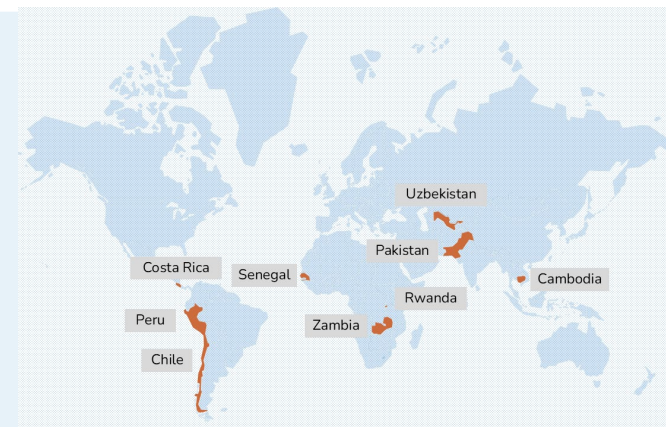 Uzbekistan
Pakistan
Costa Rica
Senegal
Cambodia
Rwanda
Peru
Zambia
Chile